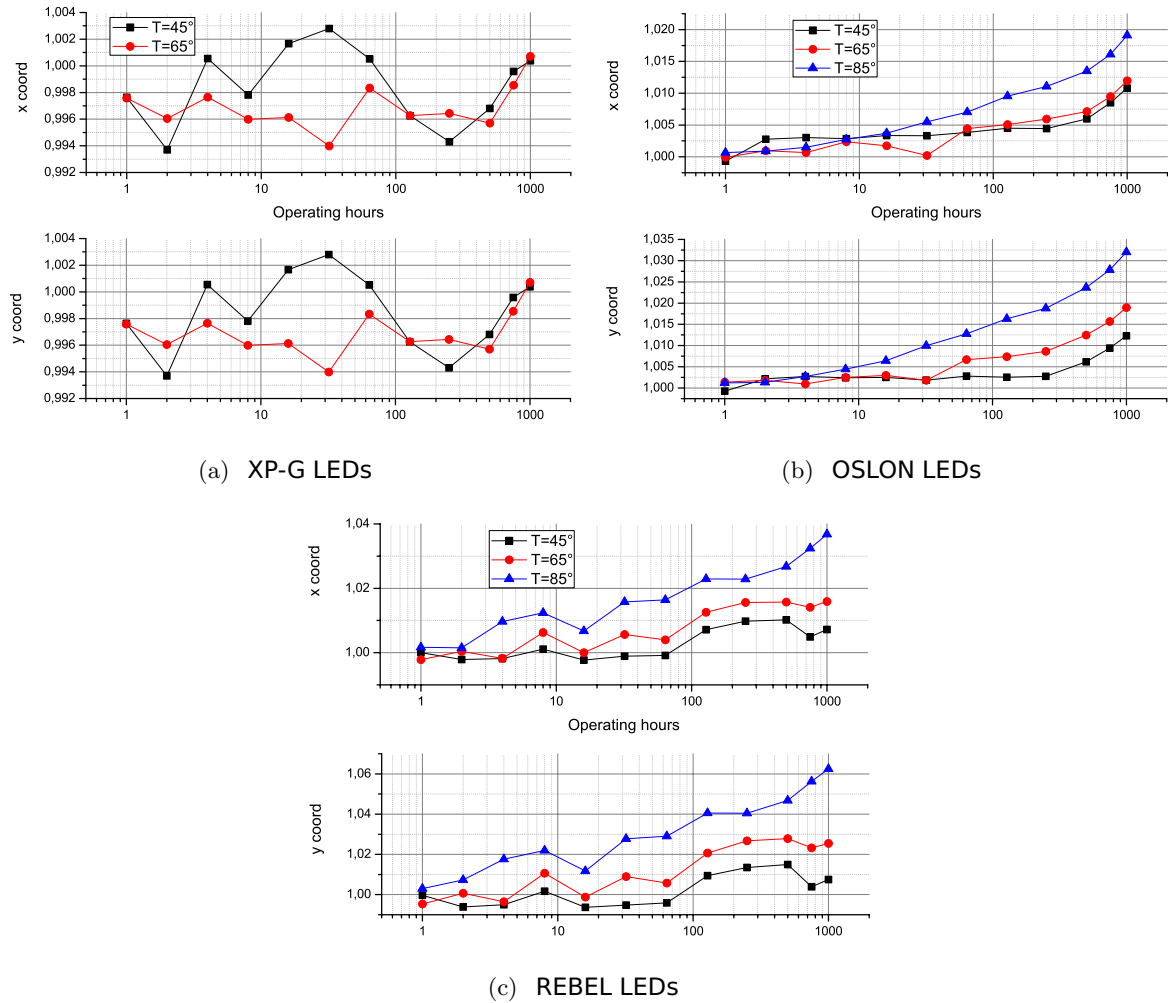 1,004
1,002
1,000
0,998
0,996
0,994
0,992
x coord
T=45°
T=65°
1 10 100 1000
Operating hours
1,004
1,002
1,000
0,998
0,996
0,994
0,992
y coord
1 10 100 1000
(a) XP-G LEDs
1,020
1,015
1,010
1,005
1,000
x coord
T=45°
T=65°
T=85°
1 10 100 1000
Operating hours
1,035
1,030
1,025
1,020
1,015
1,010
1,005
1,000
y coord
1 10 100 1000
(b) OSLON LEDs
1,04
1,02
1,00
x coord
T=45°
T=65°
T=85°
1 10 100 1000
Operating hours
1,06
1,04
1,02
1,00
y coord
1 10 100 1000
(c) REBEL LEDs